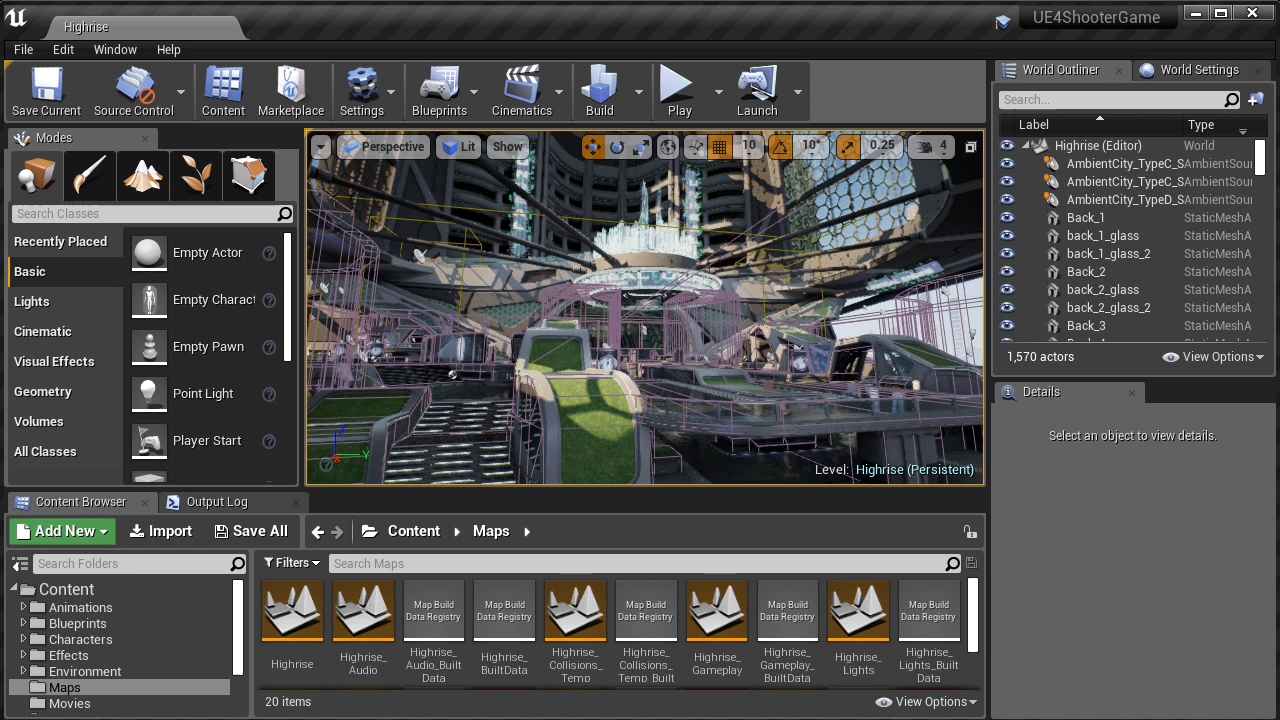 Highrise
UE4ShooterGame
File Edit Window Help
Save Current
Source Control
Content
Marketplace
Settings
Blueprints
Cinematics
Build
Play
Launch
Modes
Search Classes
Recently Placed
Basic
Lights
Cinematic
Visual Effects
Geometry
Volumes
All Classes
Empty Actor
Empty Charact
Empty Pawn
Point Light
Player Start
Perspective
Lit
Show
10
10°
0.25
4
Z
X
Y
Level: Highrise (Persistent)
World Outliner
World Settings
Search...
Label Type
Highrise (Editor) World
AmbientCity_TypeC_S AmbientSou
AmbientCity_TypeC_S AmbientSou
AmbientCity_TypeD_S AmbientSou
Back_1 StaticMeshA
back_1_glass StaticMeshA
back_1_glass_2 StaticMeshA
Back_2 StaticMeshA
back_2_glass StaticMeshA
back_2_glass_2 StaticMeshA
Back_3 StaticMeshA
1,570 actors
View Options
Details
Select an object to view details.
Content Browser
Output Log
Add New
Import
Save All
Content
Maps
Search Folders
Content
Animations
Blueprints
Characters
Effects
Environment
Maps
Movies
Filters
Search Maps
Highrise
Highrise_
Audio
Map Build
Data Registry
Highrise_
Audio_Built
Data
Map Build
Data Registry
Highrise_
BuiltData
Highrise_
Collisions_
Temp
Map Build
Data Registry
Highrise_
Collisions_
Temp_Built
Highrise_
Gameplay
Map Build
Data Registry
Highrise_
Gameplay_
BuiltData
Highrise_
Lights
Map Build
Data Registry
Highrise_
Lights_Built
Data
20 items
View Options